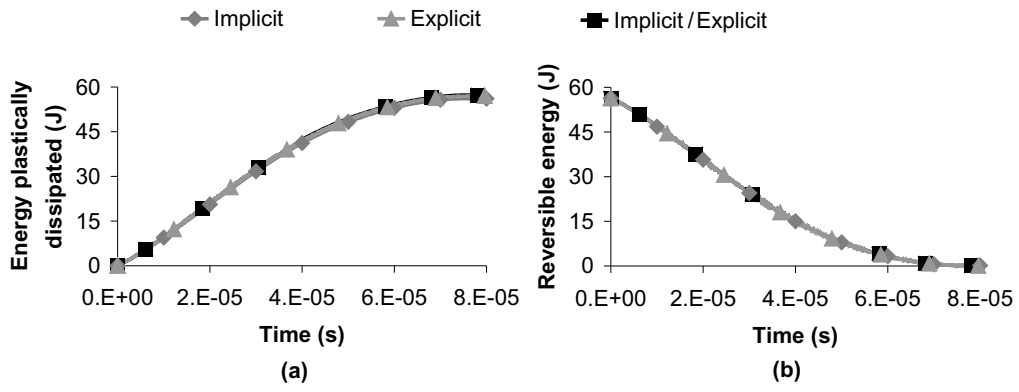 Implicit Explicit Implicit / Explicit
Energy plastically
dissipated (J)
60
45
30
15
0
0.E+00 2.E-05 4.E-05 6.E-05 8.E-05
Time (s)
(a)
Reversible energy (J)
60
45
30
15
0
0.E+00 2.E-05 4.E-05 6.E-05 8.E-05
Time (s)
(b)